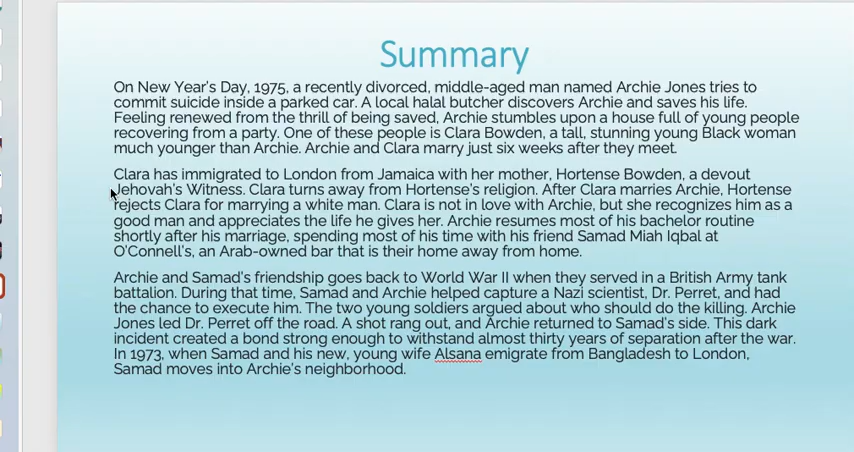 Summary
On New Year's Day, 1975, a recently divorced, middle-aged man named Archie Jones tries to
commit suicide inside a parked car. A local halal butcher discovers Archie and saves his life.
Feeling renewed from the thrill of being saved, Archie stumbles upon a house full of young people
recovering from a party. One of these people is Clara Bowden, a tall, stunning young Black woman
much younger than Archie. Archie and Clara marry just six weeks after they meet.
Clara has immigrated to London from Jamaica with her mother, Hortense Bowden, a devout
Jehovah's Witness. Clara turns away from Hortense's religion. After Clara marries Archie, Hortense
rejects Clara for marrying a white man. Clara is not in love with Archie, but she recognizes him as a
good man and appreciates the life he gives her. Archie resumes most of his bachelor routine
shortly after his marriage, spending most of his time with his friend Samad Miah Iqbal at
O'Connell's, an Arab-owned bar that is their home away from home.
Archie and Samad's friendship goes back to World War II when they served in a British Army tank
battalion. During that time, Samad and Archie helped capture a Nazi scientist, Dr. Perret, and had
the chance to execute him. The two young soldiers argued about who should do the killing. Archie
Jones led Dr. Perret off the road. A shot rang out, and Archie returned to Samad's side. This dark
incident created a bond strong enough to withstand almost thirty years of separation after the war.
In 1973, when Samad and his new, young wife Alsana emigrate from Bangladesh to London,
Samad moves into Archie's neighborhood.